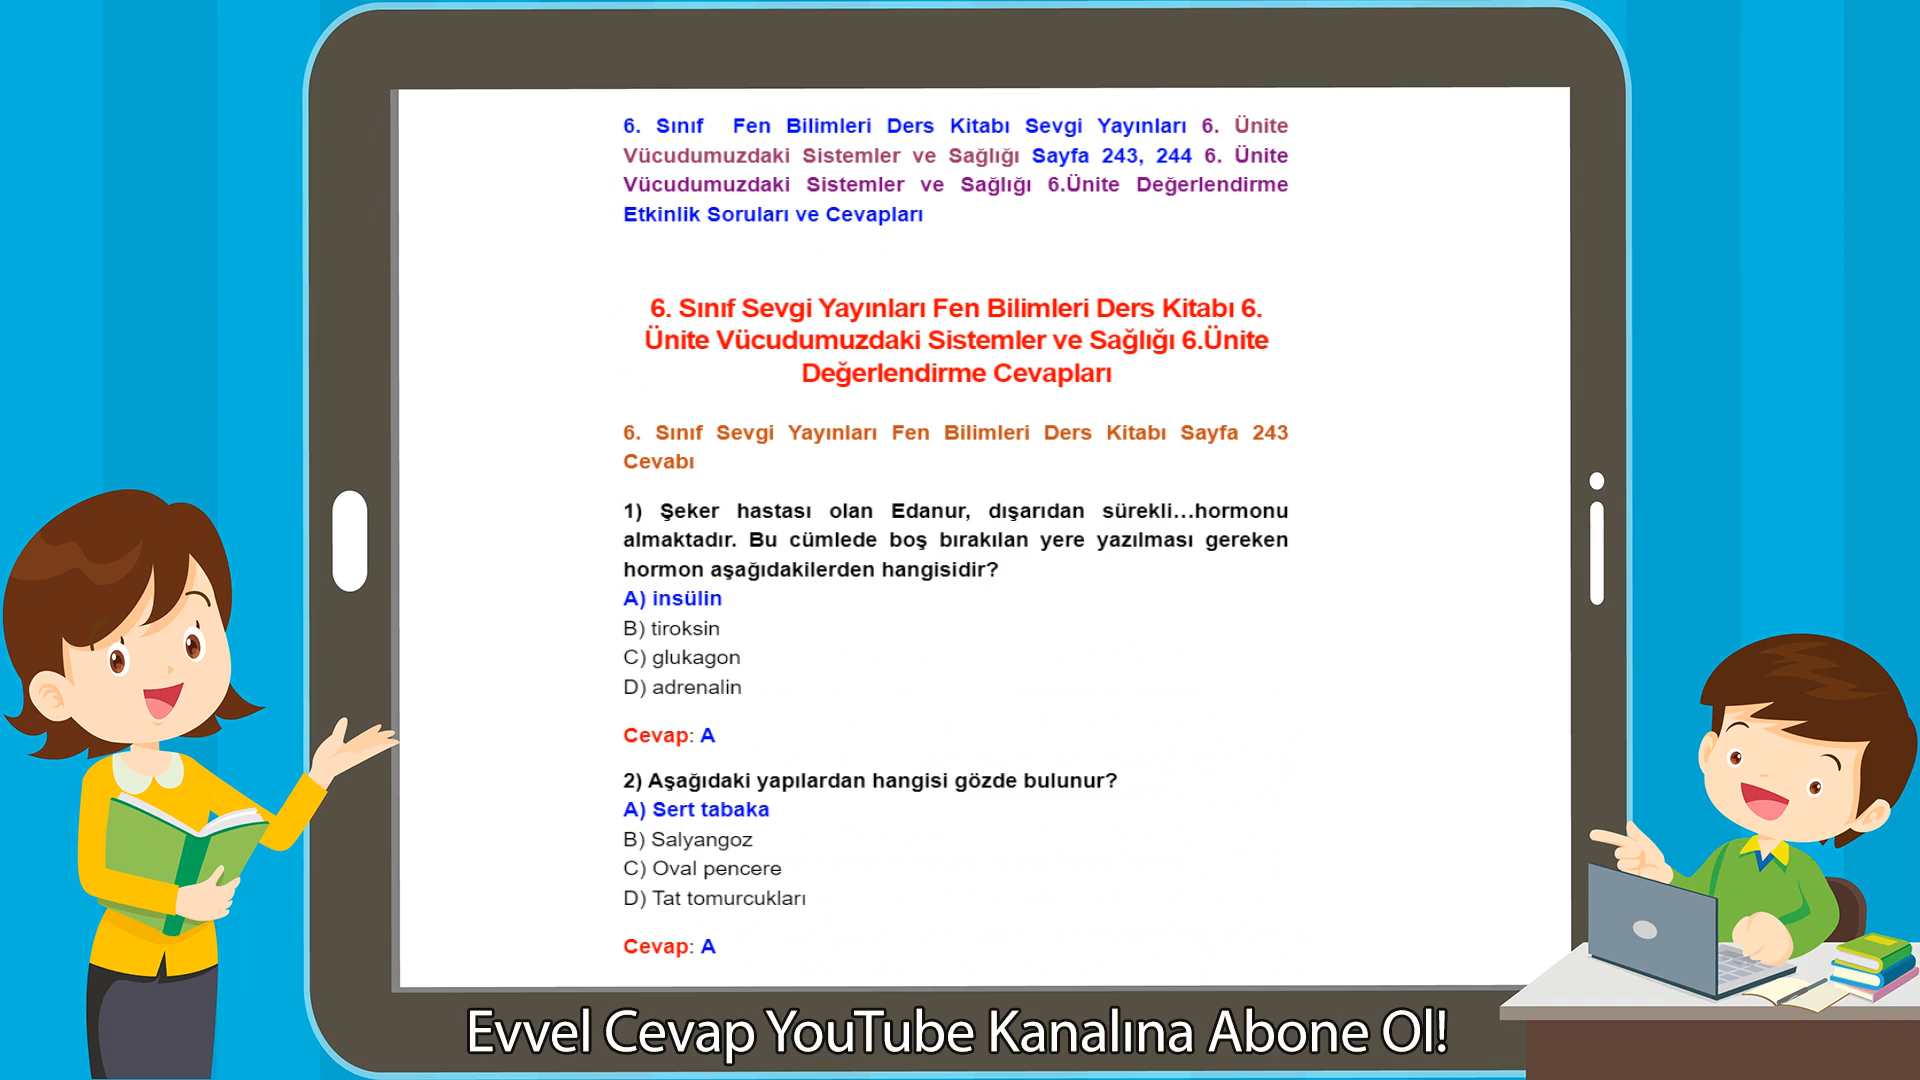 6. Sınıf Fen Bilimleri Ders Kitabı Sevgi Yayınları 6. Ünite
Vücudumuzdaki Sistemler ve Sağlığı Sayfa 243, 244 6. Ünite
Vücudumuzdaki Sistemler ve Sağlığı 6.Ünite Değerlendirme
Etkinlik Soruları ve Cevapları
6. Sınıf Sevgi Yayınları Fen Bilimleri Ders Kitabı 6.
Ünite Vücudumuzdaki Sistemler ve Sağlığı 6.Ünite
Değerlendirme Cevapları
6. Sınıf Sevgi Yayınları Fen Bilimleri Ders Kitabı Sayfa 243
Cevabı
1) Şeker hastası olan Edanur, dışarıdan sürekli…hormonu
almaktadır. Bu cümlede boş bırakılan yere yazılması gereken
hormon aşağıdakilerden hangisidir?
A) insülin
B) tiroksin
C) glukagon
D) adrenalin
Cevap: A
2) Aşağıdaki yapılardan hangisi gözde bulunur?
A) Sert tabaka
B) Salyangoz
C) Oval pencere
D) Tat tomurcukları
Cevap: A
Evvel Cevap YouTube Kanalına Abone Ol!